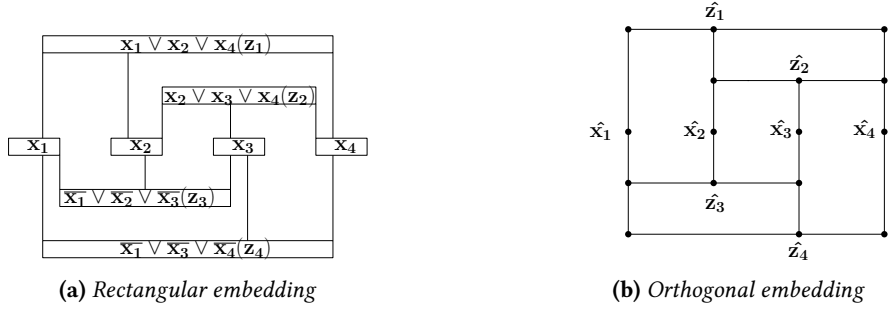 x₁ ∨ x₂ ∨ x₄(z₁)
x₂ ∨ x₃ ∨ x₄(z₂)
x₁ x₂ x₃ x₄
x̅₁ ∨ x̅₂ ∨ x̅₃(z₃)
x̅₁ ∨ x̅₃ ∨ x̅₄(z₄)
(a) Rectangular embedding
ẑ₁
ẑ₂
x̂₁ x̂₂ x̂₃ x̂₄
ẑ₃
ẑ₄
(b) Orthogonal embedding